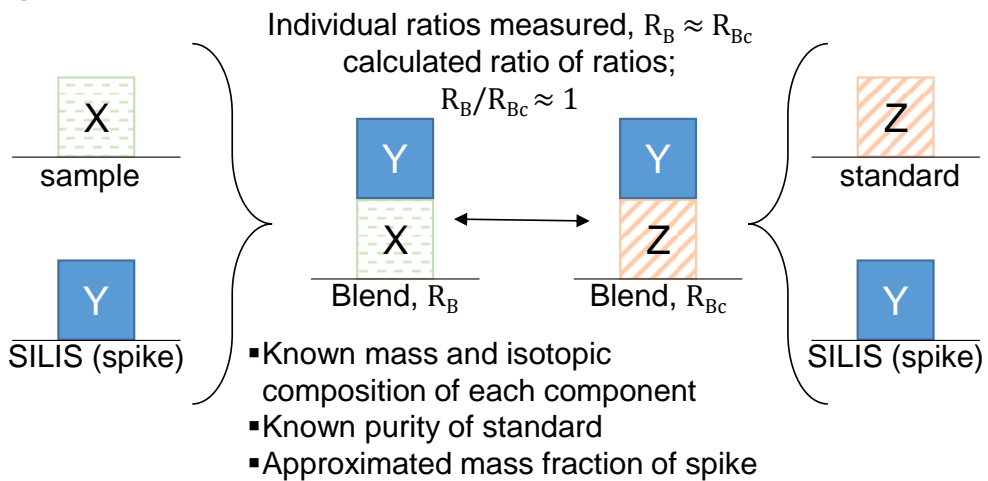 Individual ratios measured, R_B ≈ R_Bc
calculated ratio of ratios;
R_B/R_Bc ≈ 1
X
sample
Y
SILIS (spike)
Y
X
Blend, R_B
Y
Z
Blend, R_Bc
Z
standard
Y
SILIS (spike)
▪Known mass and isotopic
composition of each component
▪Known purity of standard
▪Approximated mass fraction of spike